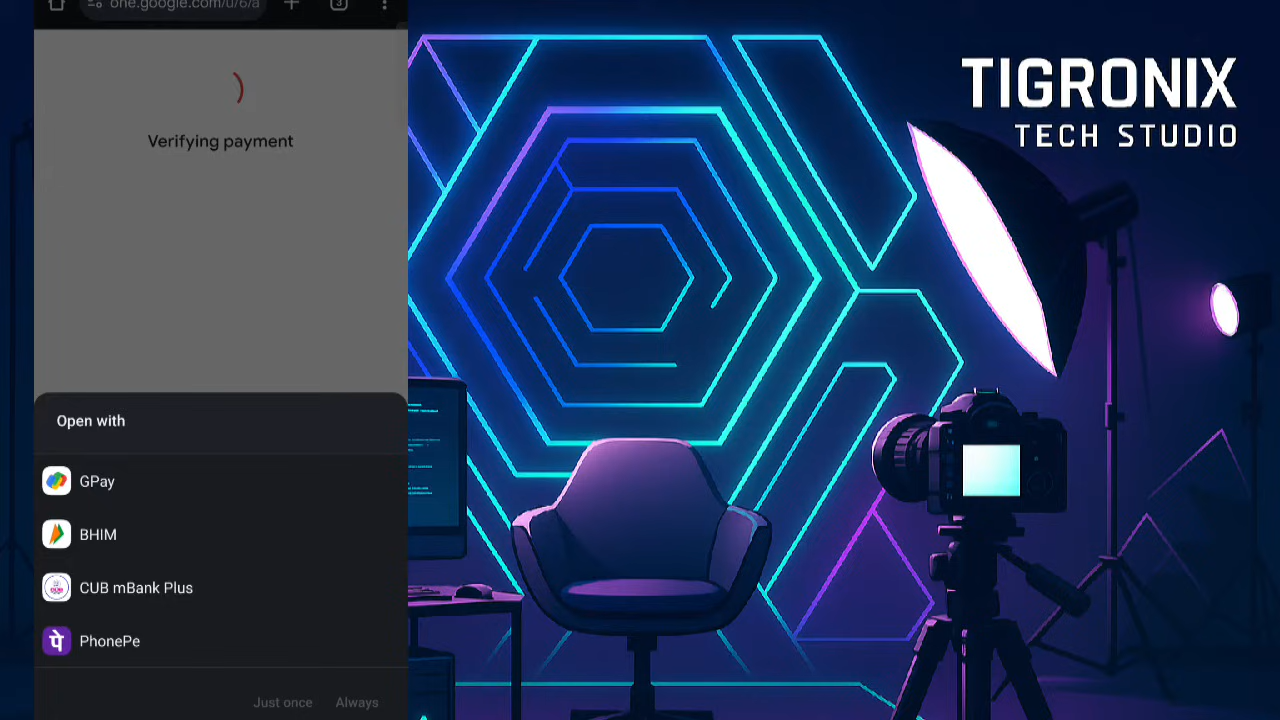 one.google.com/u/6/a
3
Verifying payment
Open with
GPay
BHIM
CUB mBank Plus
PhonePe
Just once
Always
TIGRONIX
TECH STUDIO